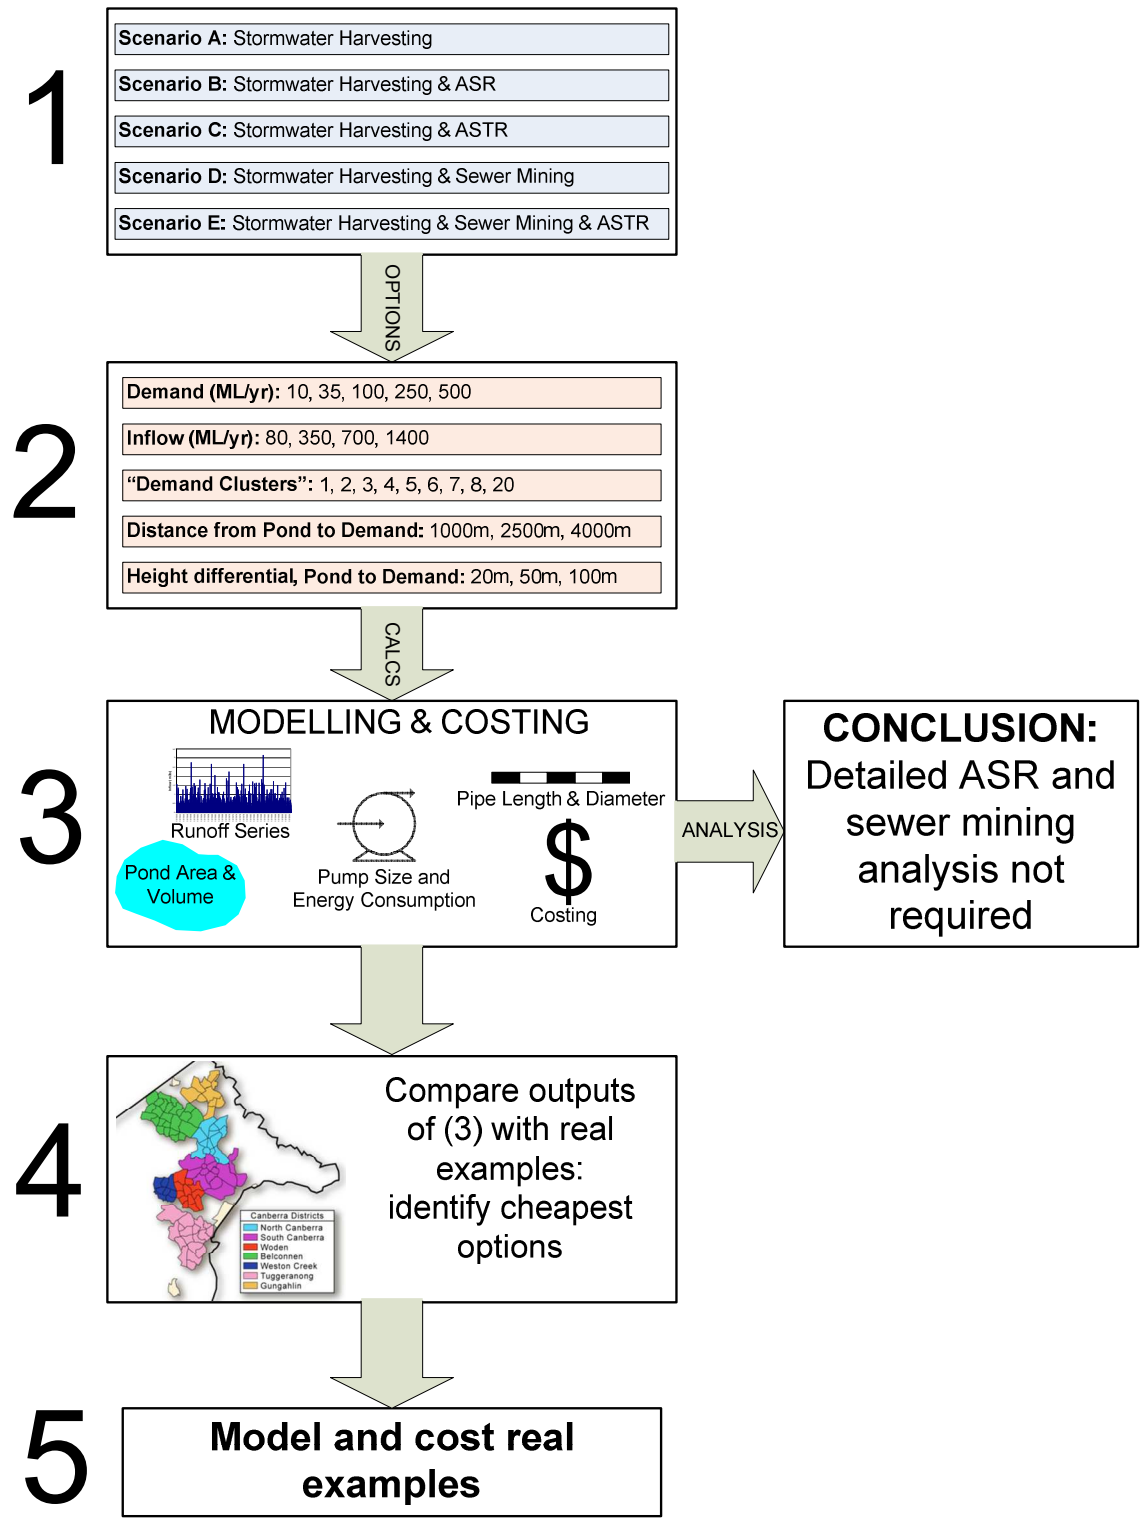 1
Scenario A: Stormwater Harvesting
Scenario B: Stormwater Harvesting & ASR
Scenario C: Stormwater Harvesting & ASTR
Scenario D: Stormwater Harvesting & Sewer Mining
Scenario E: Stormwater Harvesting & Sewer Mining & ASTR
OPTIONS
2
Demand (ML/yr): 10, 35, 100, 250, 500
Inflow (ML/yr): 80, 350, 700, 1400
“Demand Clusters”: 1, 2, 3, 4, 5, 6, 7, 8, 20
Distance from Pond to Demand: 1000m, 2500m, 4000m
Height differential, Pond to Demand: 20m, 50m, 100m
CALCS
3
MODELLING & COSTING
Runoff Series
Pond Area &
Volume
Pump Size and
Energy Consumption
Pipe Length & Diameter
$
Costing
ANALYSIS
CONCLUSION:
Detailed ASR and
sewer mining
analysis not
required
4
Canberra Districts
North Canberra
South Canberra
Woden
Belconnen
Weston Creek
Tuggeranong
Gungahlin
Compare outputs
of (3) with real
examples:
identify cheapest
options
5
Model and cost real
examples